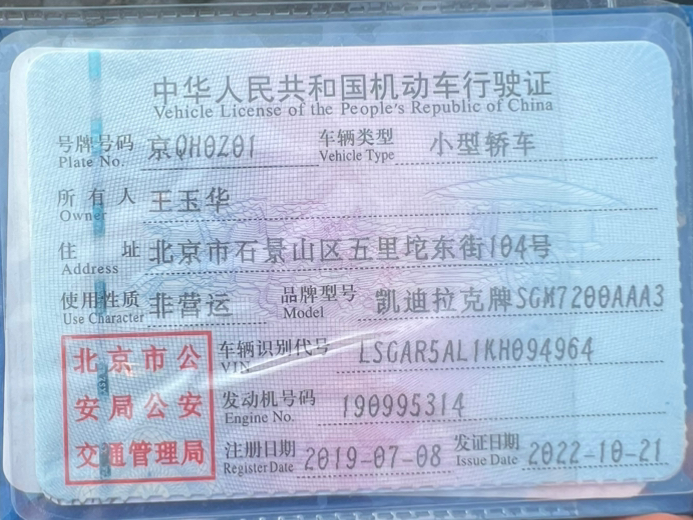 中华人民共和国机动车行驶证
Vehicle License of the People's Republic of China
号牌号码 京QH0Z01 车辆类型 小型轿车
Plate No. Vehicle Type
所有人 王玉华
Owner
住址 北京市石景山区五里坨东街104号
Address
使用性质 非营运 品牌型号 凯迪拉克牌SGM7200AAA3
Use Character Model
北京市公安局公安交通管理局
车辆识别代号 LSGAR5AL1KH094964
VIN
发动机号码 190995314
Engine No.
注册日期 2019-07-08 发证日期 2022-10-21
Register Date Issue Date